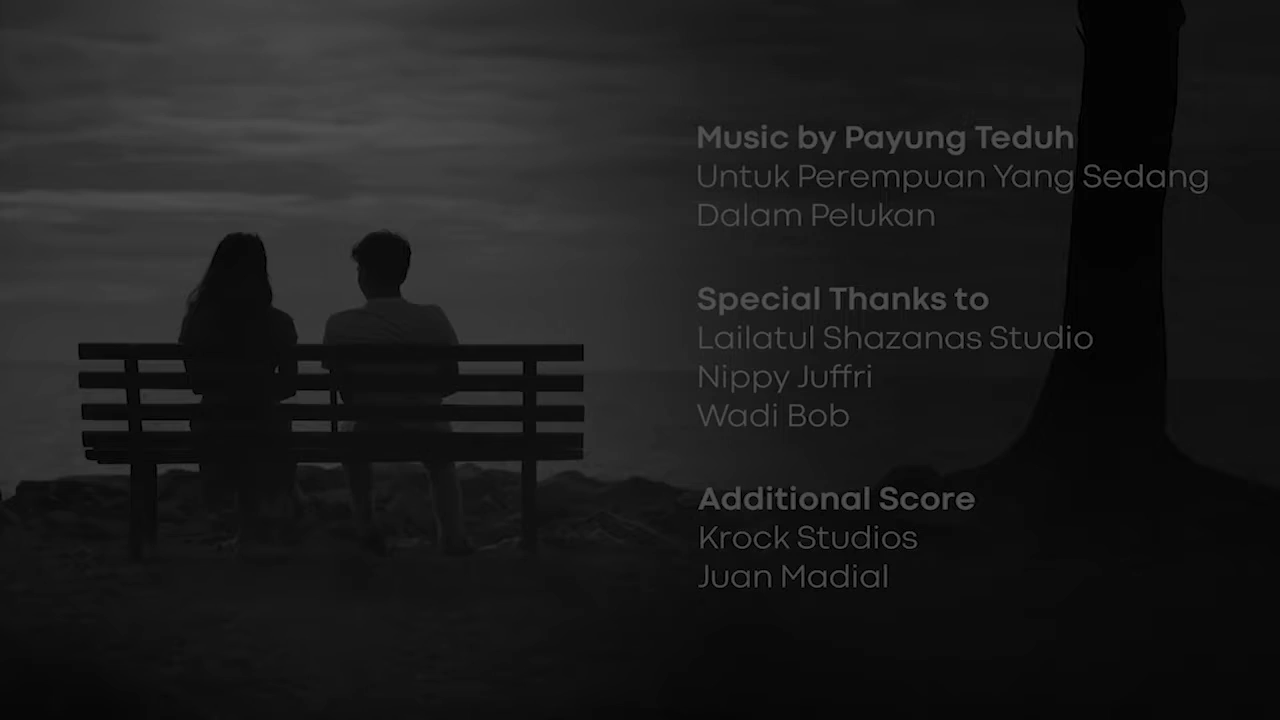 Music by Payung Teduh
Untuk Perempuan Yang Sedang
Dalam Pelukan
Special Thanks to
Lailatul Shazanas Studio
Nippy Juffri
Wadi Bob
Additional Score
Krock Studios
Juan Madial